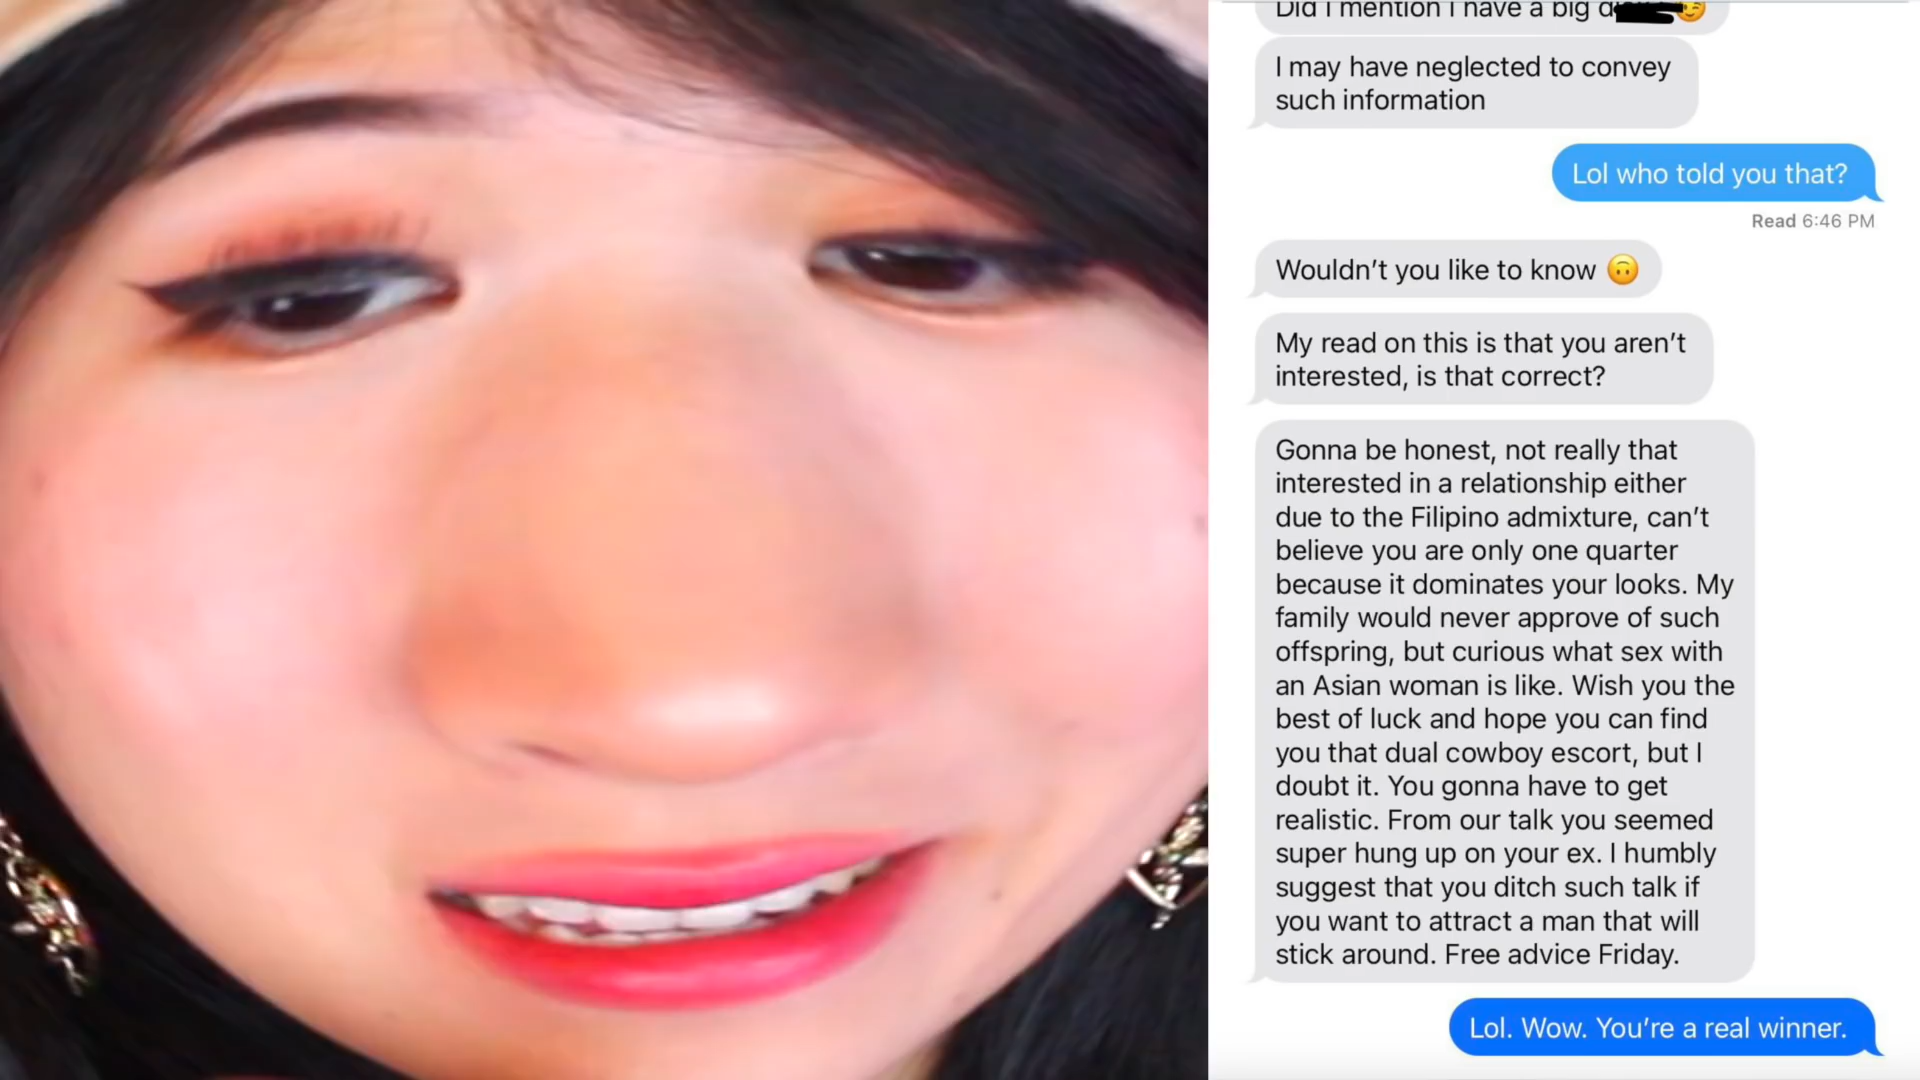 Did I mention I have a big
I may have neglected to convey
such information
Lol who told you that?
Read 6:46 PM
Wouldn't you like to know 🙃
My read on this is that you aren't
interested, is that correct?
Gonna be honest, not really that
interested in a relationship either
due to the Filipino admixture, can't
believe you are only one quarter
because it dominates your looks. My
family would never approve of such
offspring, but curious what sex with
an Asian woman is like. Wish you the
best of luck and hope you can find
you that dual cowboy escort, but I
doubt it. You gonna have to get
realistic. From our talk you seemed
super hung up on your ex. I humbly
suggest that you ditch such talk if
you want to attract a man that will
stick around. Free advice Friday.
Lol. Wow. You're a real winner.